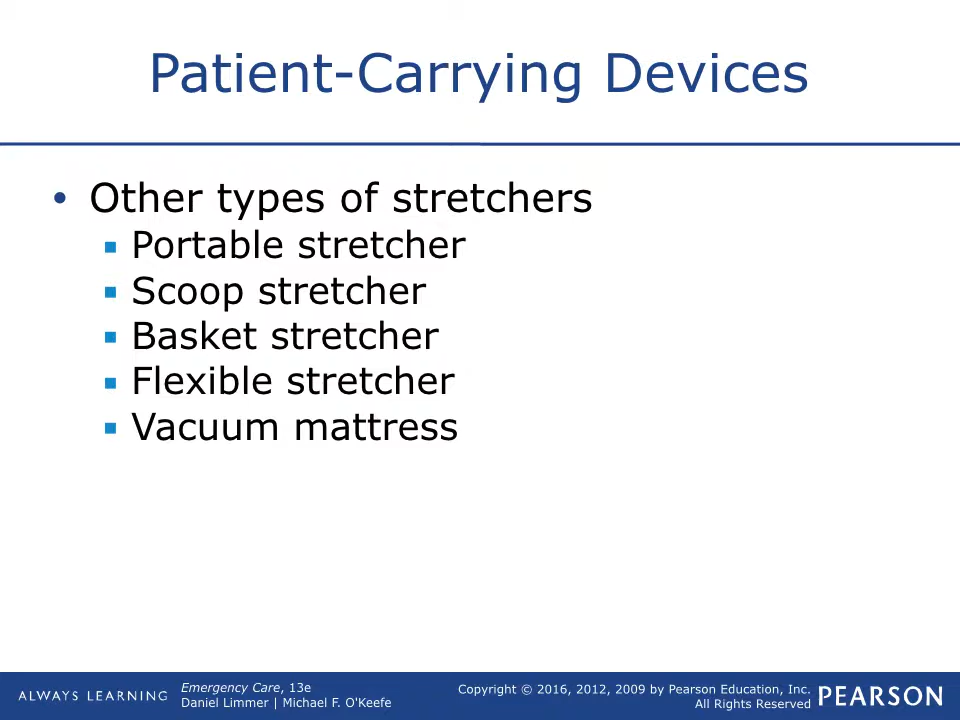 Patient-Carrying Devices
• Other types of stretchers
▪ Portable stretcher
▪ Scoop stretcher
▪ Basket stretcher
▪ Flexible stretcher
▪ Vacuum mattress
ALWAYS LEARNING
Emergency Care, 13e
Daniel Limmer | Michael F. O'Keefe
Copyright © 2016, 2012, 2009 by Pearson Education, Inc.
All Rights Reserved
PEARSON